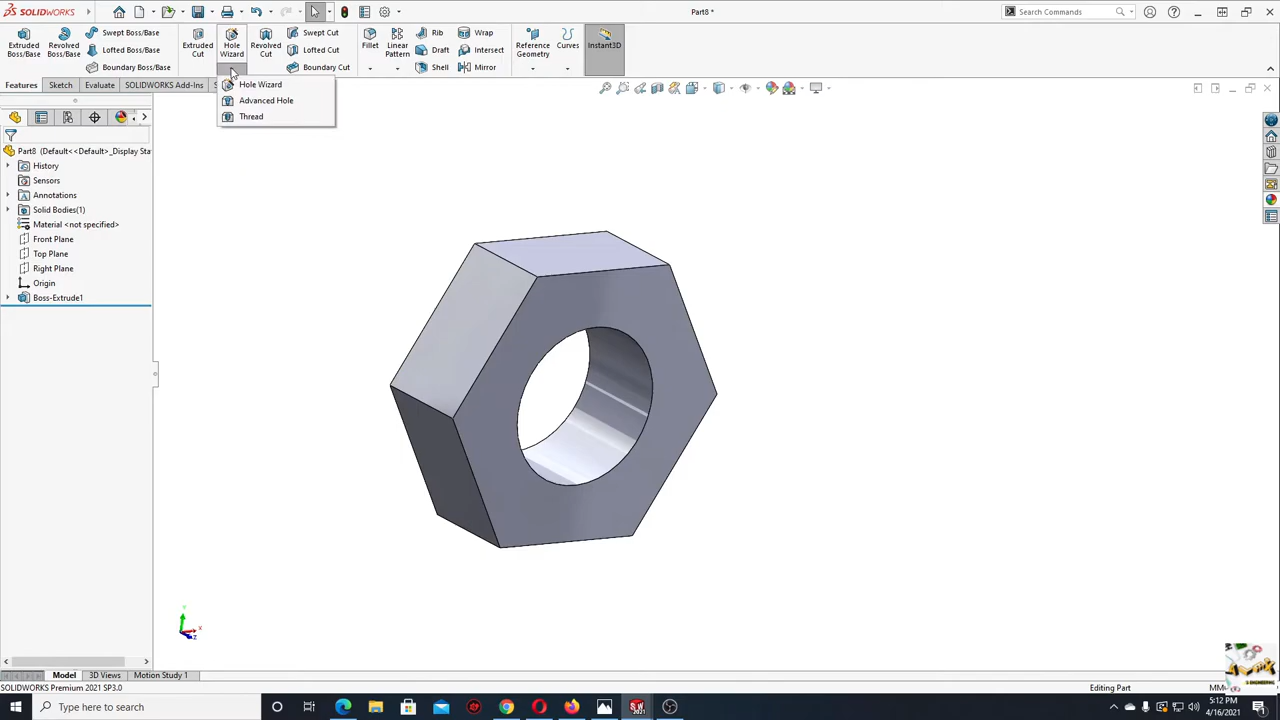 SOLIDWORKS
Part8 *
Search Commands
Extruded Boss/Base
Revolved Boss/Base
Swept Boss/Base
Lofted Boss/Base
Boundary Boss/Base
Extruded Cut
Hole Wizard
Revolved Cut
Swept Cut
Lofted Cut
Boundary Cut
Fillet
Linear Pattern
Rib
Draft
Shell
Wrap
Intersect
Mirror
Reference Geometry
Curves
Instant3D
Features
Sketch
Evaluate
SOLIDWORKS Add-Ins
S
Hole Wizard
Advanced Hole
Thread
Part8 (Default<<Default>_Display Sta
History
Sensors
Annotations
Solid Bodies(1)
Material <not specified>
Front Plane
Top Plane
Right Plane
Origin
Boss-Extrude1
Y
X
Z
Model
3D Views
Motion Study 1
SOLIDWORKS Premium 2021 SP3.0
Editing Part
Type here to search
5:12 PM
4/16/2021